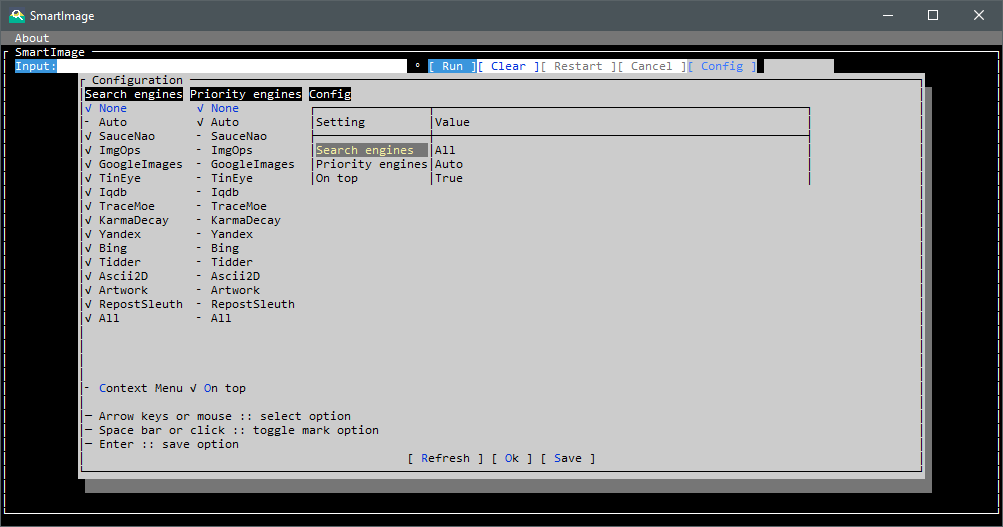 SmartImage
About
SmartImage
Input: ° [ Run ][ Clear ][ Restart ][ Cancel ][ Config ]
Configuration
Search engines Priority engines Config
√ None √ None
- Auto √ Auto Setting Value
√ SauceNao - SauceNao
√ ImgOps - ImgOps Search engines All
√ GoogleImages - GoogleImages Priority engines Auto
√ TinEye - TinEye On top True
√ Iqdb - Iqdb
√ TraceMoe - TraceMoe
√ KarmaDecay - KarmaDecay
√ Yandex - Yandex
√ Bing - Bing
√ Tidder - Tidder
√ Ascii2D - Ascii2D
√ Artwork - Artwork
√ RepostSleuth - RepostSleuth
√ All - All
- Context Menu √ On top
─ Arrow keys or mouse :: select option
─ Space bar or click :: toggle mark option
─ Enter :: save option
[ Refresh ] [ Ok ] [ Save ]